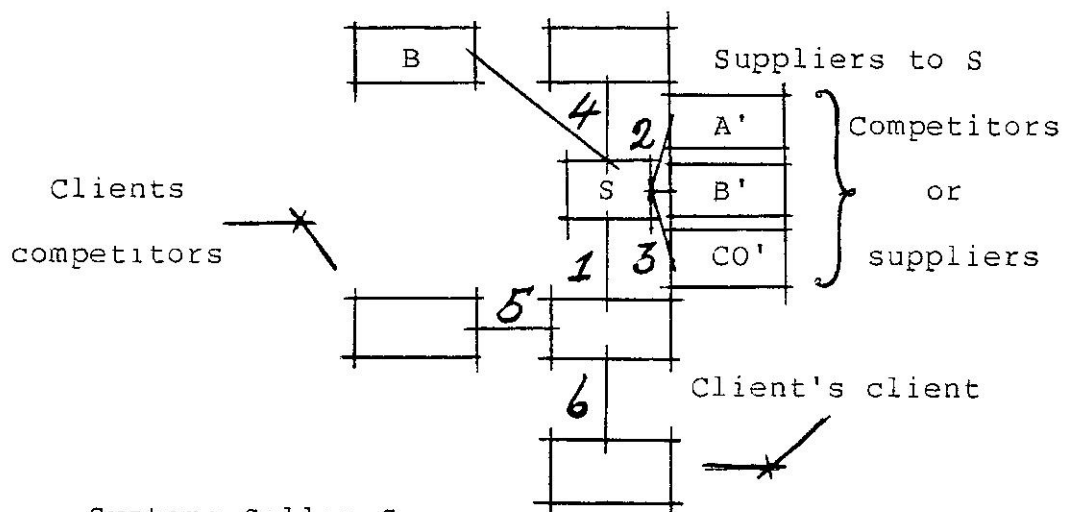 B
Suppliers to S
4
2
A'
Competitors
S
B'
or
Clients
competitors
1
3
CO'
suppliers
5
6
Client's client